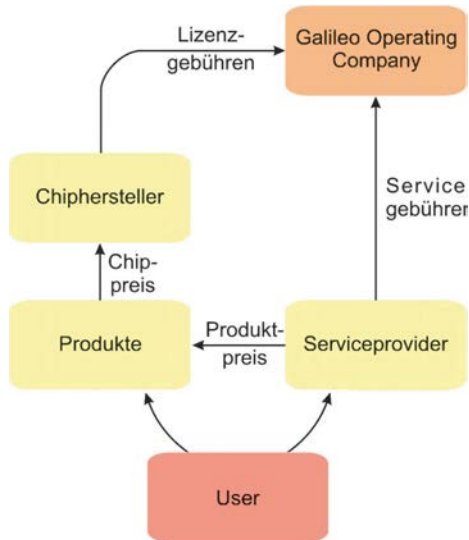 Lizenz-
gebühren
Galileo Operating
Company
Chiphersteller
Service
gebühren
Chip-
preis
Produkte
Produkt-
preis
Serviceprovider
User